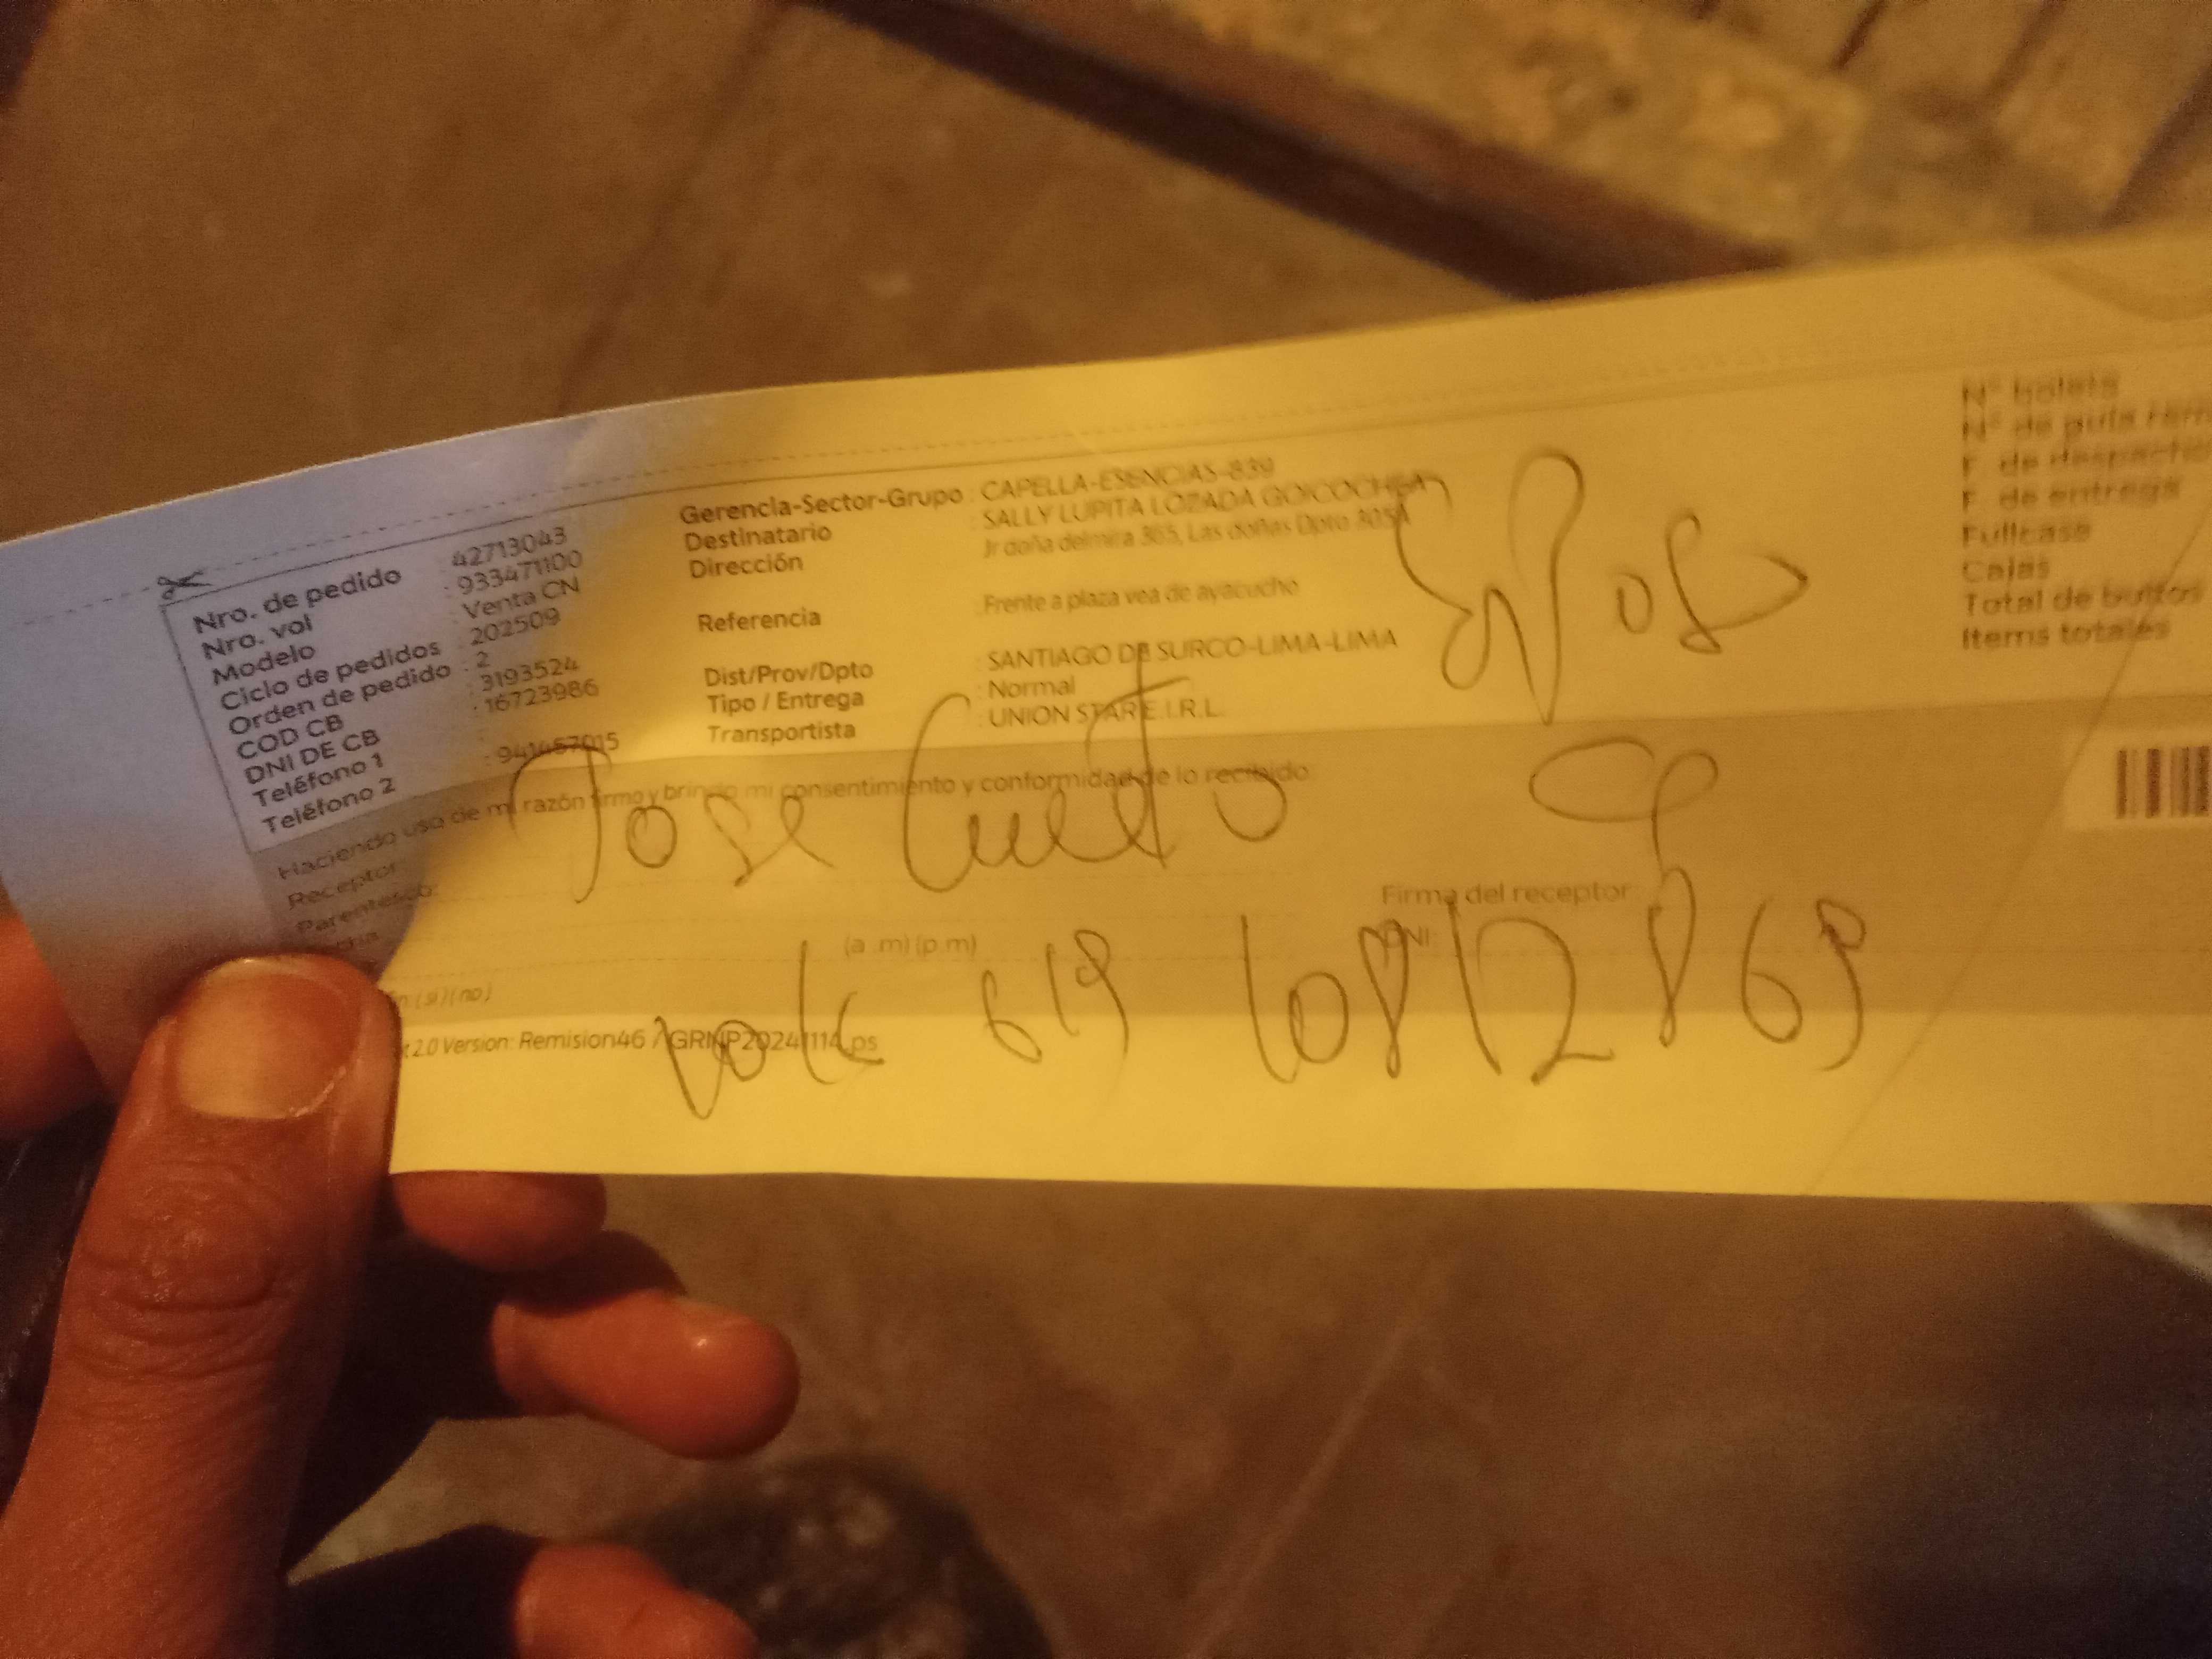 Nro. de pedido : 42713043
Nro. vol : 933471100
Modelo : Venta CN
Ciclo de pedidos : 202509
Orden de pedido : 2
COD CB : 3193524
DNI DE CB : 16723986
Teléfono 1
Teléfono 2 : 941457015
Gerencia-Sector-Grupo : CAPELLA-ESENCIAS-839
Destinatario : SALLY LUPITA LOZADA GOICOCHEA
Dirección : Jr doña delmira 365, Las doñas Dpto
Referencia : Frente a plaza vea de ayacucho
Dist/Prov/Dpto : SANTIAGO DE SURCO-LIMA-LIMA
Tipo / Entrega : Normal
Transportista : UNION STAR E.I.R.L.
N° boleta
N° de guía
F. de despacho
F. de entrega
Fullcase
Cajas
Total de bultos
Items totales
Haciendo uso de mi razón firmo y brindo mi consentimiento y conformidad de lo recibido:
Receptor
Jose Cueto
Parentesco:
Firma del receptor:
(a .m) (p.m)
DNI:
619
(si) (no)
2.0 Version: Remision46 / GRNP20241114.ps